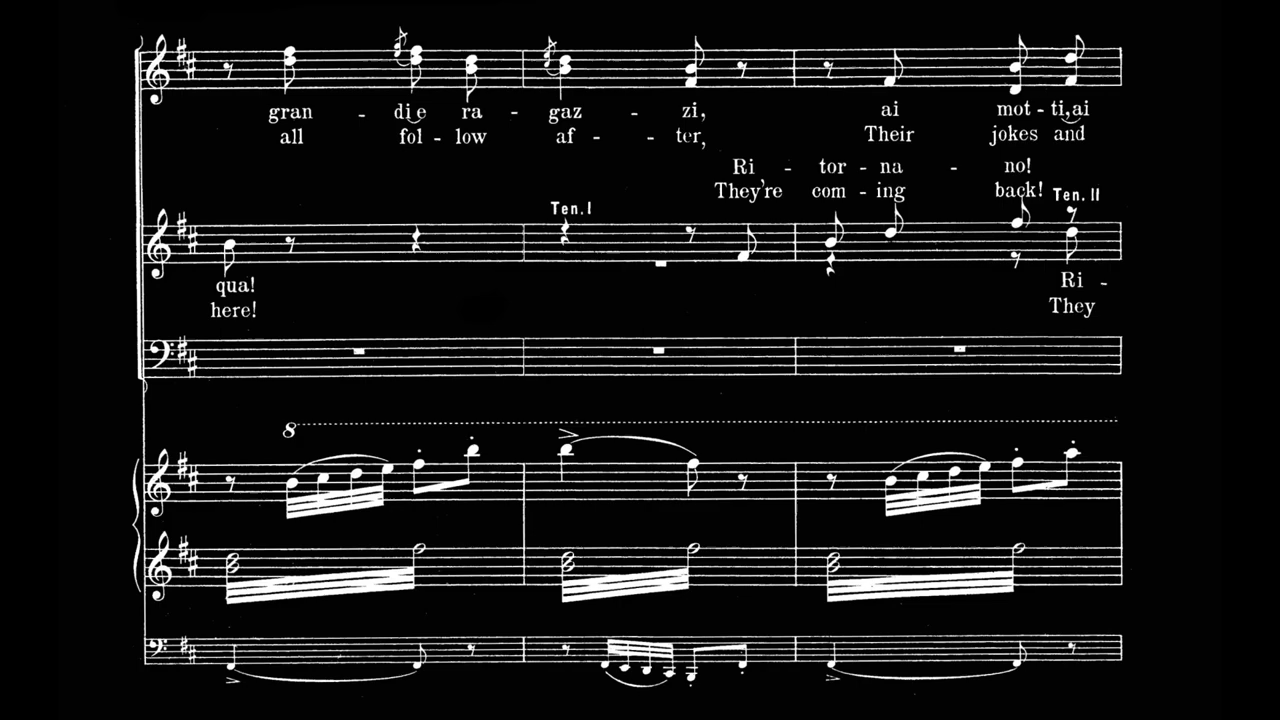 gran - di e ra - gaz - zi, ai mot - ti, ai
all fol - low af - - ter, Their jokes and
Ri - tor - na - no!
They're com - ing back! Ten. II
Ten. I
qua! Ri -
here! They
8